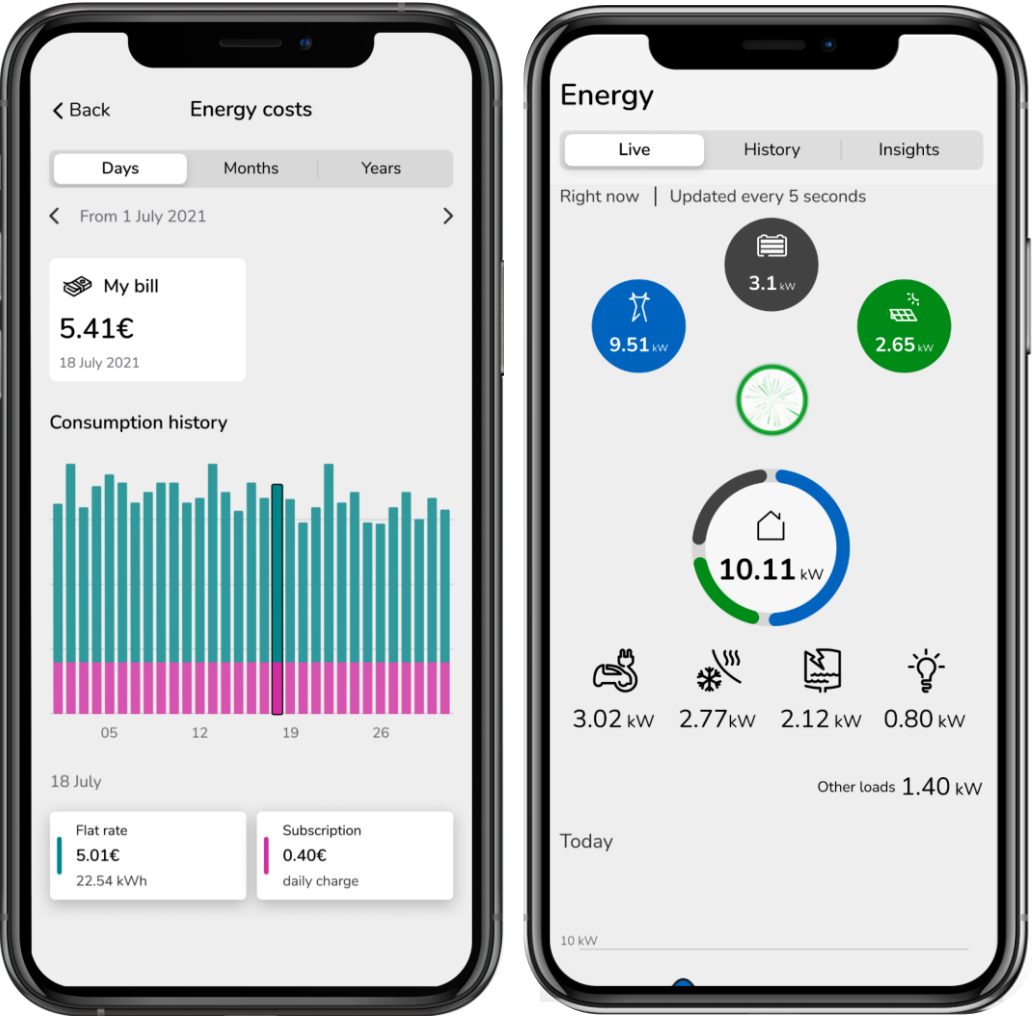 Back
Energy costs
Days
Months
Years
From 1 July 2021
My bill
5.41€
18 July 2021
Consumption history
05
12
19
26
18 July
Flat rate
5.01€
22.54 kWh
Subscription
0.40€
daily charge
Energy
Live
History
Insights
Right now | Updated every 5 seconds
3.1 kW
9.51 kW
2.65 kW
10.11 kW
3.02 kW
2.77kW
2.12 kW
0.80 kW
Other loads 1.40 kW
Today
10 kW